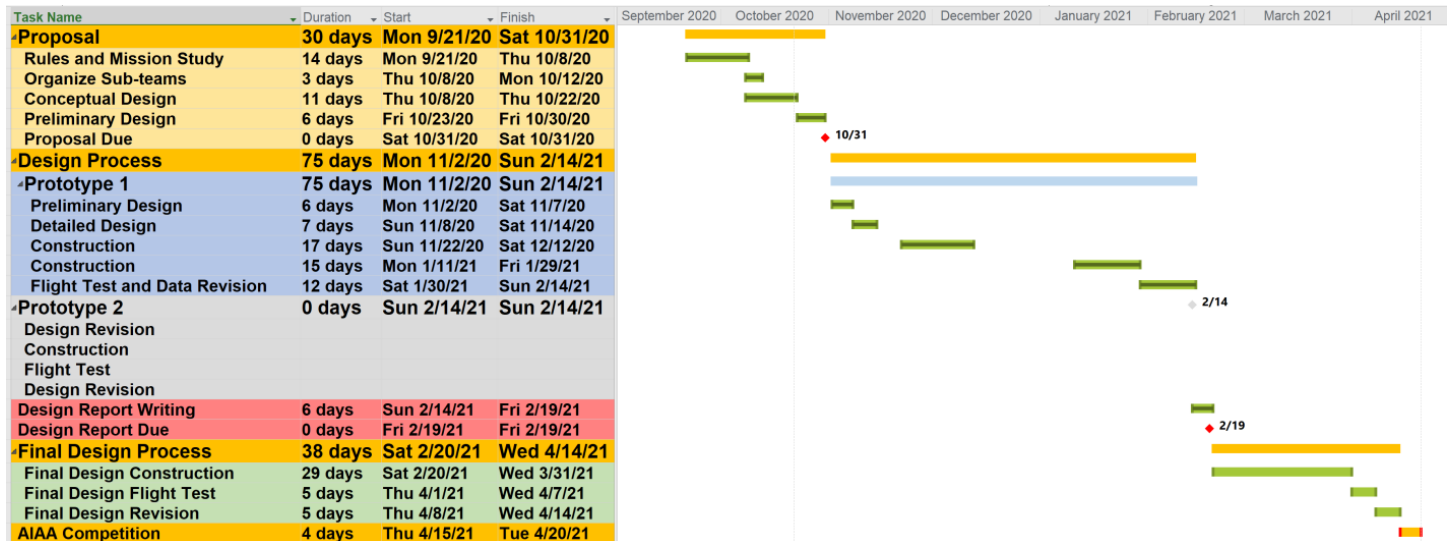 Task Name Duration Start Finish September 2020 October 2020 November 2020 December 2020 January 2021 February 2021 March 2021 April 2021
Proposal 30 days Mon 9/21/20 Sat 10/31/20
Rules and Mission Study 14 days Mon 9/21/20 Thu 10/8/20
Organize Sub-teams 3 days Thu 10/8/20 Mon 10/12/20
Conceptual Design 11 days Thu 10/8/20 Thu 10/22/20
Preliminary Design 6 days Fri 10/23/20 Fri 10/30/20
Proposal Due 0 days Sat 10/31/20 Sat 10/31/20 10/31
Design Process 75 days Mon 11/2/20 Sun 2/14/21
Prototype 1 75 days Mon 11/2/20 Sun 2/14/21
Preliminary Design 6 days Mon 11/2/20 Sat 11/7/20
Detailed Design 7 days Sun 11/8/20 Sat 11/14/20
Construction 17 days Sun 11/22/20 Sat 12/12/20
Construction 15 days Mon 1/11/21 Fri 1/29/21
Flight Test and Data Revision 12 days Sat 1/30/21 Sun 2/14/21
Prototype 2 0 days Sun 2/14/21 Sun 2/14/21 2/14
Design Revision
Construction
Flight Test
Design Revision
Design Report Writing 6 days Sun 2/14/21 Fri 2/19/21
Design Report Due 0 days Fri 2/19/21 Fri 2/19/21 2/19
Final Design Process 38 days Sat 2/20/21 Wed 4/14/21
Final Design Construction 29 days Sat 2/20/21 Wed 3/31/21
Final Design Flight Test 5 days Thu 4/1/21 Wed 4/7/21
Final Design Revision 5 days Thu 4/8/21 Wed 4/14/21
AIAA Competition 4 days Thu 4/15/21 Tue 4/20/21